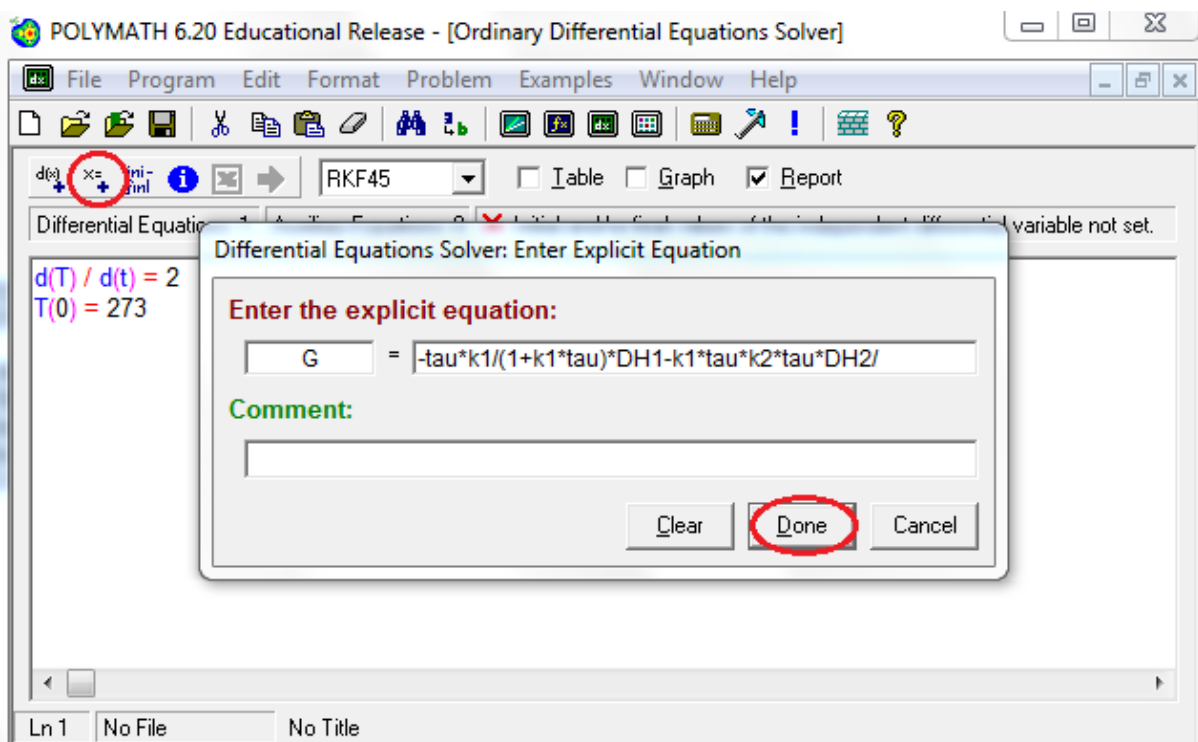 POLYMATH 6.20 Educational Release - [Ordinary Differential Equations Solver]
File Program Edit Format Problem Examples Window Help
d(x) x= ini- finl RKF45 Table Graph Report
Differential Equatio variable not set.
Differential Equations Solver: Enter Explicit Equation
d(T) / d(t) = 2
T(0) = 273
Enter the explicit equation:
G = -tau*k1/(1+k1*tau)*DH1-k1*tau*k2*tau*DH2/
Comment:
Clear Done Cancel
Ln 1 No File No Title